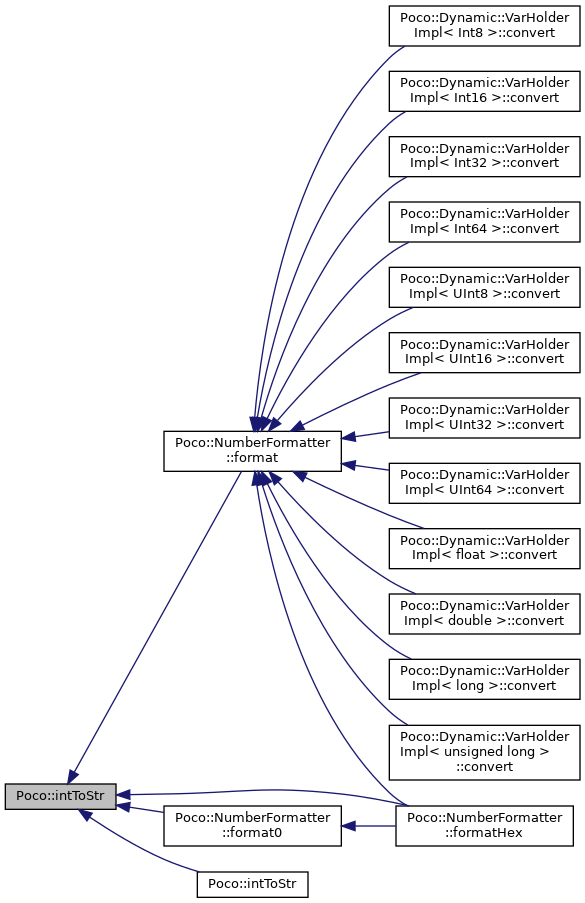 Poco::Dynamic::VarHolder
Impl< Int8 >::convert
Poco::Dynamic::VarHolder
Impl< Int16 >::convert
Poco::Dynamic::VarHolder
Impl< Int32 >::convert
Poco::Dynamic::VarHolder
Impl< Int64 >::convert
Poco::Dynamic::VarHolder
Impl< UInt8 >::convert
Poco::Dynamic::VarHolder
Impl< UInt16 >::convert
Poco::Dynamic::VarHolder
Impl< UInt32 >::convert
Poco::NumberFormatter
::format
Poco::Dynamic::VarHolder
Impl< UInt64 >::convert
Poco::Dynamic::VarHolder
Impl< float >::convert
Poco::Dynamic::VarHolder
Impl< double >::convert
Poco::Dynamic::VarHolder
Impl< long >::convert
Poco::Dynamic::VarHolder
Impl< unsigned long >
::convert
Poco::intToStr
Poco::NumberFormatter
::format0
Poco::NumberFormatter
::formatHex
Poco::intToStr